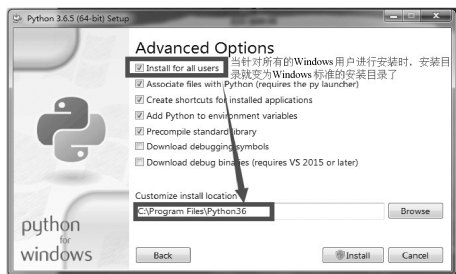 Python 3.6.5 (64-bit) Setup
Advanced Options
Install for all users
当针对所有的Windows用户进行安装时，安装目
录就变为Windows标准的安装目录了
Associate files with Python (requires the py launcher)
Create shortcuts for installed applications
Add Python to environment variables
Precompile standard library
Download debugging symbols
Download debug binaries (requires VS 2015 or later)
Customize install location
C:\Program Files\Python36
Browse
python
for
windows
Back
Install
Cancel